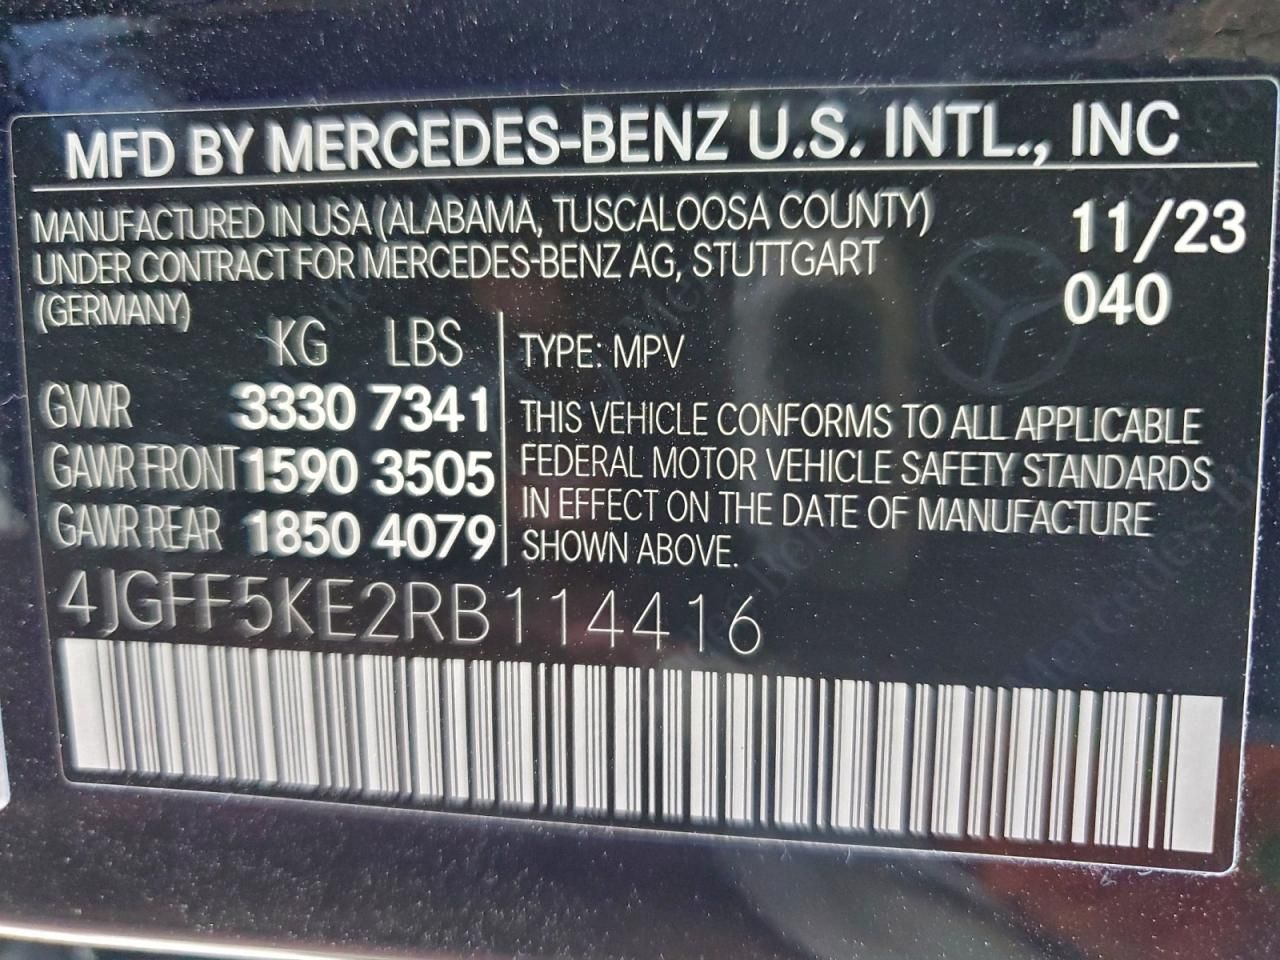 MFD BY MERCEDES-BENZ U.S. INTL., INC
MANUFACTURED IN USA (ALABAMA, TUSCALOOSA COUNTY)
UNDER CONTRACT FOR MERCEDES-BENZ AG, STUTTGART
(GERMANY)
11/23
040
KG LBS
GVWR 3330 7341
GAWR FRONT 1590 3505
GAWR REAR 1850 4079
TYPE: MPV
THIS VEHICLE CONFORMS TO ALL APPLICABLE
FEDERAL MOTOR VEHICLE SAFETY STANDARDS
IN EFFECT ON THE DATE OF MANUFACTURE
SHOWN ABOVE.
4JGFF5KE2RB114416